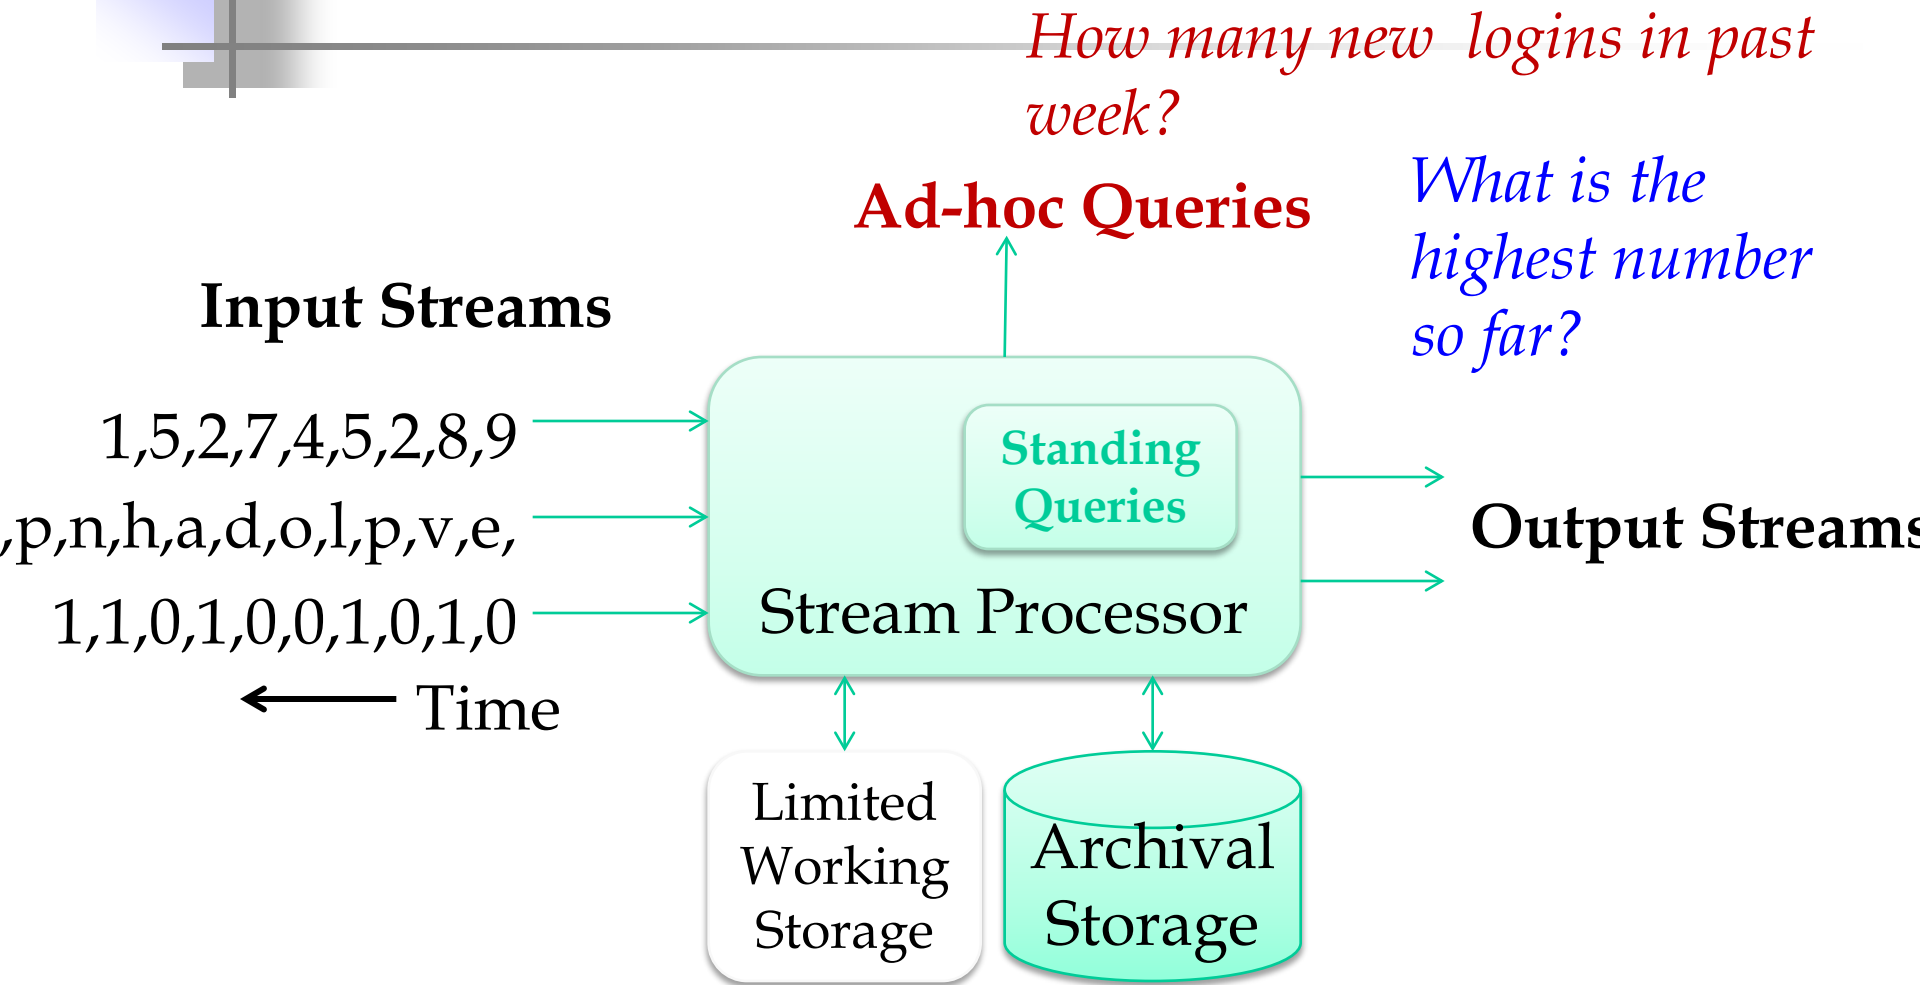 How many new logins in past
week?
Ad-hoc Queries
What is the
highest number
so far?
Input Streams
1,5,2,7,4,5,2,8,9
,p,n,h,a,d,o,l,p,v,e,
1,1,0,1,0,0,1,0,1,0
Time
Standing
Queries
Stream Processor
Output Streams
Limited
Working
Storage
Archival
Storage